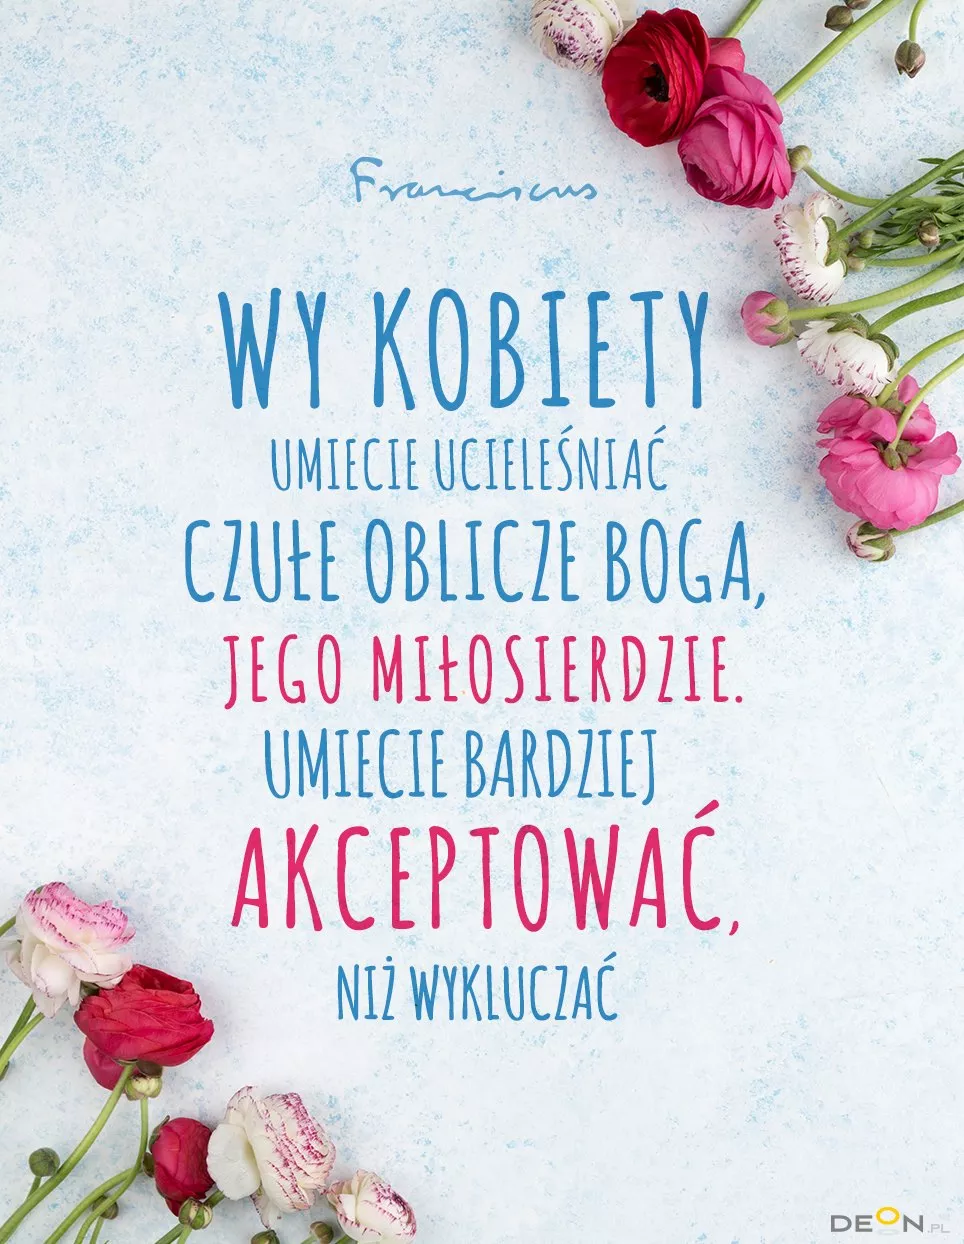 Franciscus
WY KOBIETY
UMIECIE UCIELEŚNIAĆ
CZUŁE OBLICZE BOGA,
JEGO MIŁOSIERDZIE.
UMIECIE BARDZIEJ
AKCEPTOWAĆ,
NIŻ WYKLUCZAĆ
DEON.PL